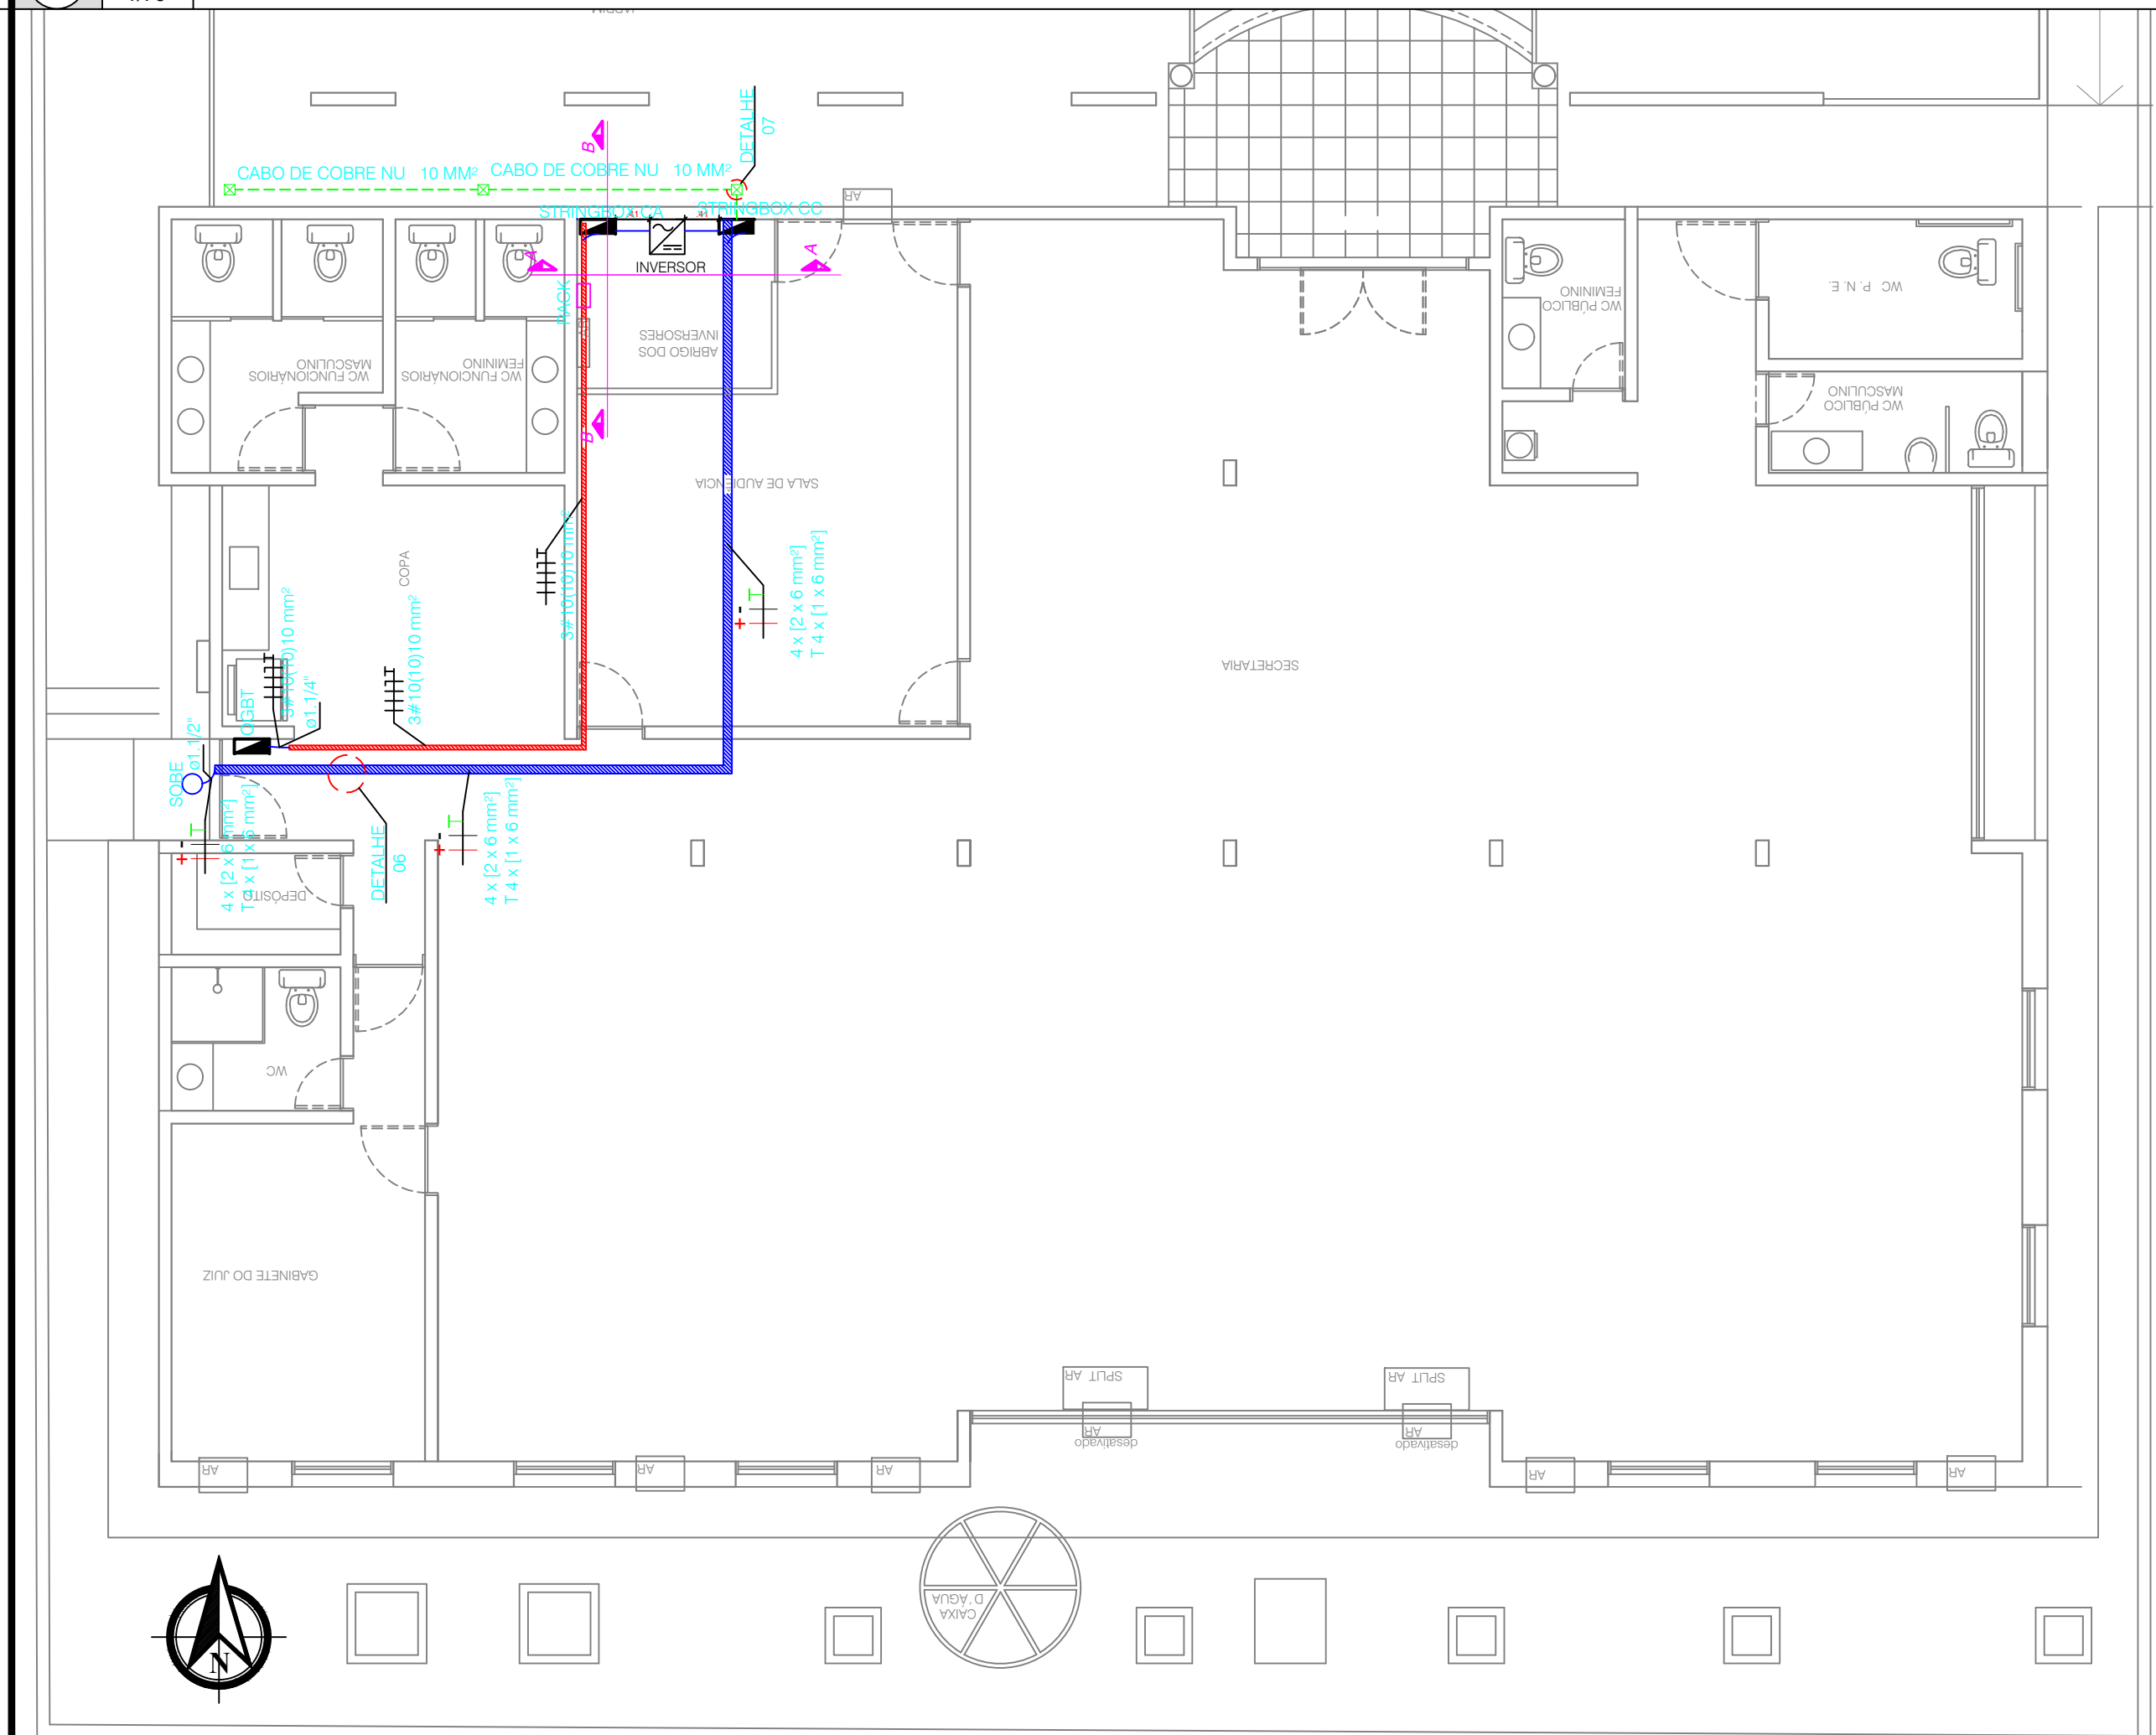 JARDIM
DETALHE
07
B
CABO DE COBRE NU   10 MM²
CABO DE COBRE NU   10 MM²
AR
STRINGBOX CA
STRINGBOX CC
A
A
INVERSOR
RACK
ABRIGO DOS
INVERSORES
WC PÚBLICO
FEMININO
WC   P. N. E.
WC FUNCIONÁRIOS
MASCULINO
WC FUNCIONÁRIOS
FEMININO
WC PÚBLICO
MASCULINO
B
SALA DE AUDIENCIA
COPA
3#10(10)10 mm²
T
4 x [2 x 6 mm²]
T 4 x [1 x 6 mm²]
- +
3#10(10)10 mm²
3#10(10)10 mm²
SECRETARIA
QGBT
ø1.1/4"
ø1.1/2"
SOBE
T
- +
4 x [2 x 6 mm²]
T 4 x [1 x 6 mm²]
DETALHE
06
T
- +
4 x [2 x 6 mm²]
T 4 x [1 x 6 mm²]
DEPÓSITO
WC
GABINETE DO JUIZ
SPLIT  AR
SPLIT  AR
AR
desativado
AR
desativado
AR
AR
AR
AR
AR
CAIXA
D'ÁGUA
N